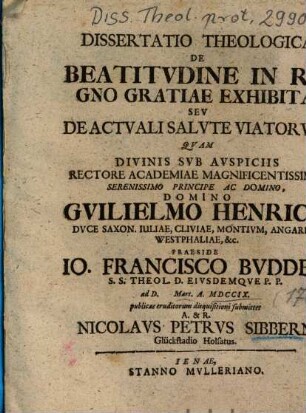 Diss. Theol. prot. 2990
DISSERTATIO THEOLOGICA
DE
BEATITVDINE IN R
GNO GRATIAE EXHIBITA
SEV
DE ACTVALI SALVTE VIATORV
QVAM
DIVINIS SVB AVSPICIIS
RECTORE ACADEMIAE MAGNIFICENTISSI
SERENISSIMO PRINCIPE AC DOMINO,
DOMINO
GVILIELMO HENRIC
DVCE SAXON. IULIAE, CLIVIAE, MONTIVM, ANGARI
WESTPHALIAE, &c.
PRAESIDE
IO. FRANCISCO BVDDE
S. S. THEOL. D. EIVSDEMQVE P. P.
ad D. Mart. A. MDCCIX.
publicae eruditorum disquisitioni submittet
A. & R.
NICOLAVS PETRVS SIBBERN
Glückstadio Holsatus.
IENAE,
STANNO MVLLERIANO.